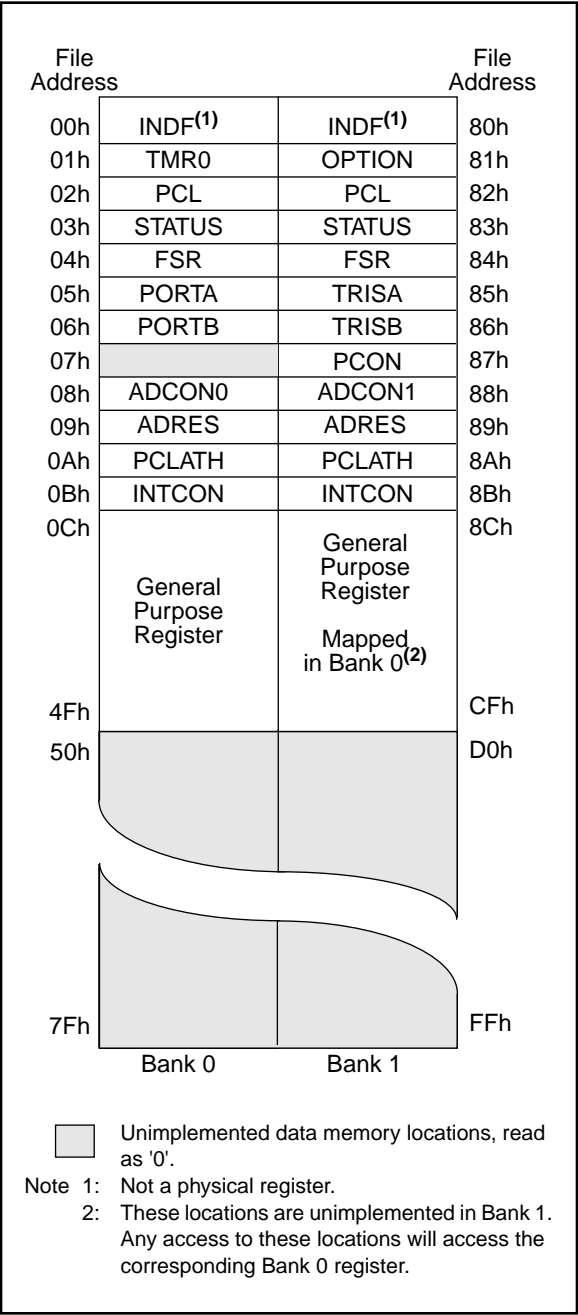 File
Address
File
Address
00h INDF(1) INDF(1) 80h
01h TMR0 OPTION 81h
02h PCL PCL 82h
03h STATUS STATUS 83h
04h FSR FSR 84h
05h PORTA TRISA 85h
06h PORTB TRISB 86h
07h PCON 87h
08h ADCON0 ADCON1 88h
09h ADRES ADRES 89h
0Ah PCLATH PCLATH 8Ah
0Bh INTCON INTCON 8Bh
0Ch 8Ch
General
Purpose
Register
General
Purpose
Register
Mapped
in Bank 0(2)
4Fh CFh
50h D0h
7Fh FFh
Bank 0 Bank 1
Unimplemented data memory locations, read
as '0'.
Note 1: Not a physical register.
2: These locations are unimplemented in Bank 1.
Any access to these locations will access the
corresponding Bank 0 register.